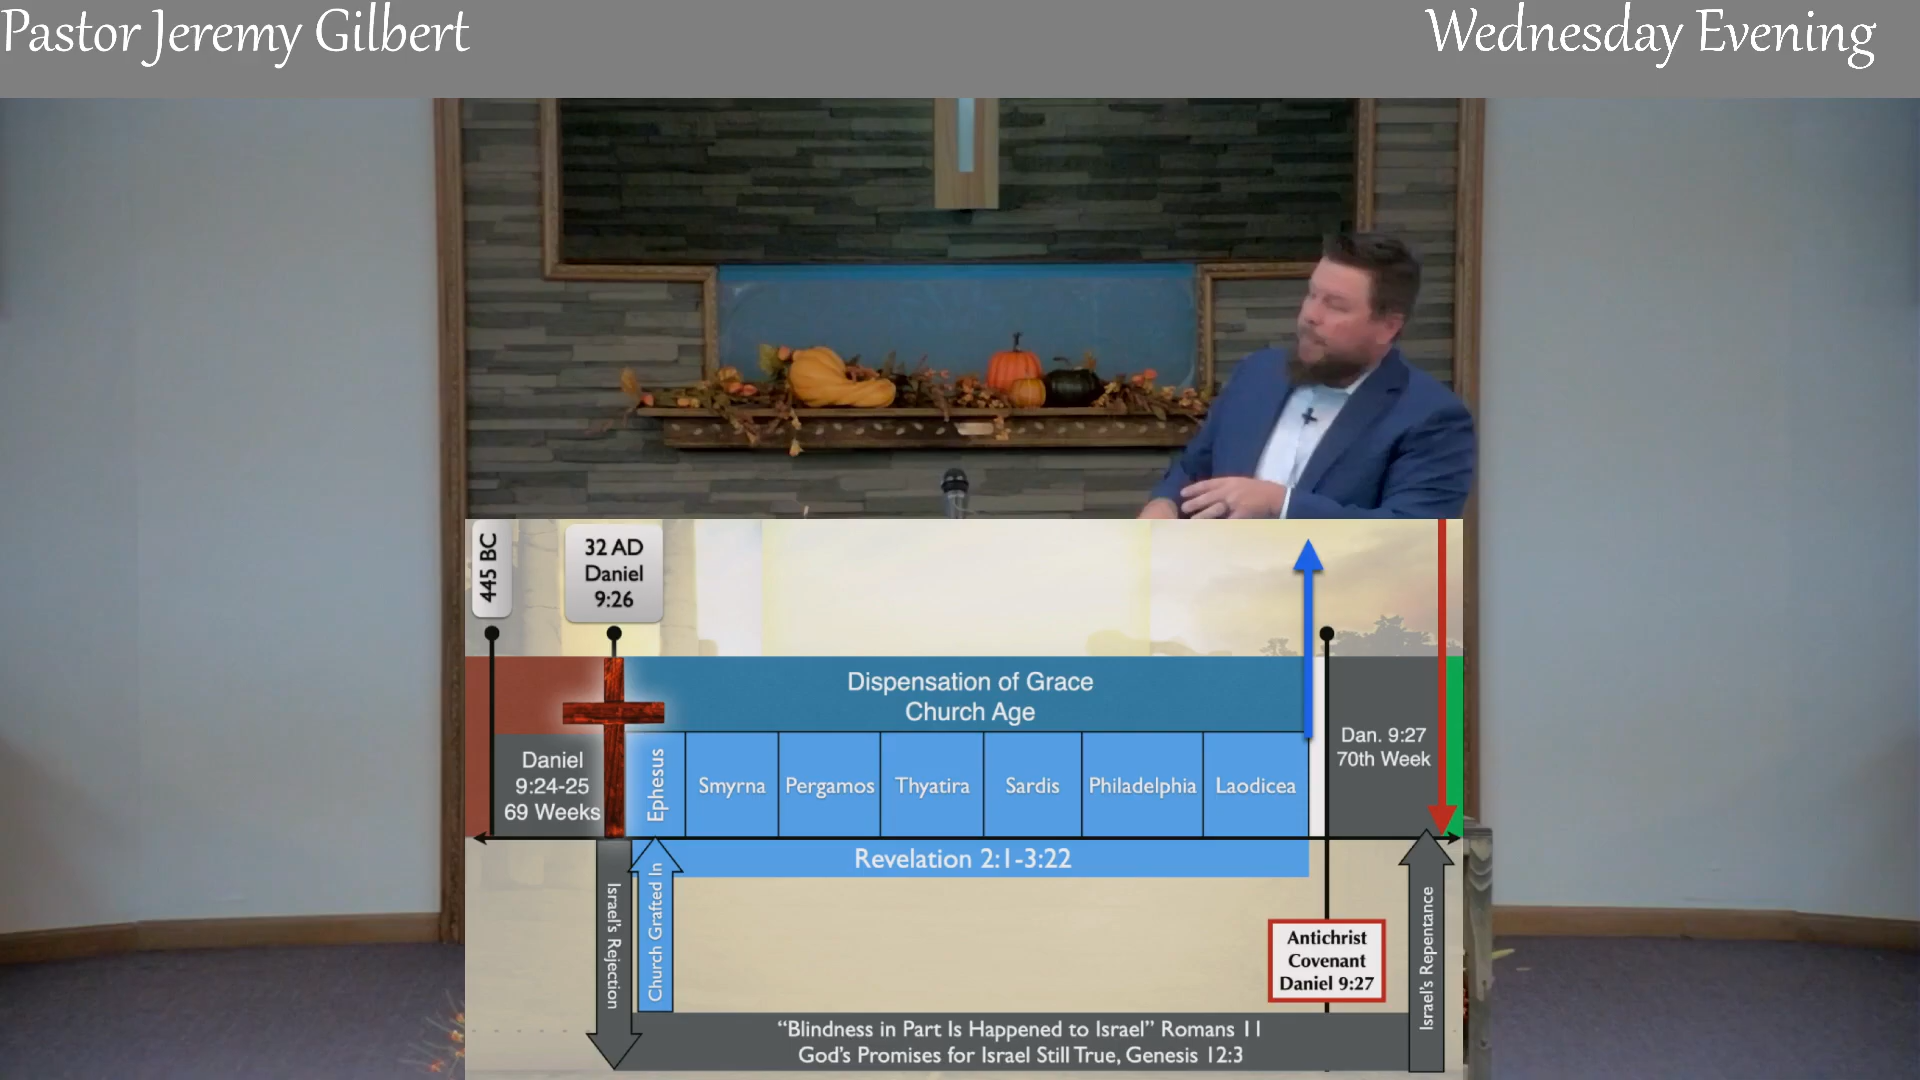 Pastor Jeremy Gilbert
Wednesday Evening
445 BC
32 AD
Daniel
9:26
Dispensation of Grace
Church Age
Daniel
9:24-25
69 Weeks
Ephesus
Smyrna
Pergamos
Thyatira
Sardis
Philadelphia
Laodicea
Dan. 9:27
70th Week
Revelation 2:1-3:22
Israel's Rejection
Church Grafted In
Antichrist
Covenant
Daniel 9:27
Israel's Repentance
“Blindness in Part Is Happened to Israel” Romans 11
God's Promises for Israel Still True, Genesis 12:3